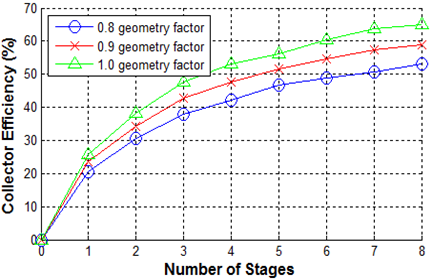 70
60
50
40
30
20
10
0
0.8 geometry factor
0.9 geometry factor
1.0 geometry factor
Collector Efficiency (%)
0 1 2 3 4 5 6 7 8
Number of Stages